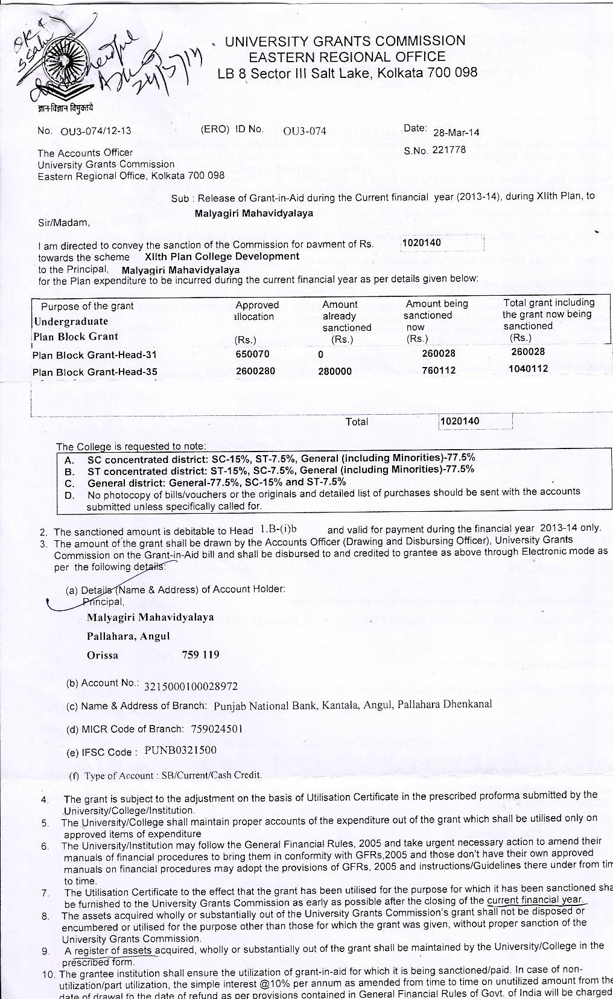 OK &
UNIVERSITY GRANTS COMMISSION
EASTERN REGIONAL OFFICE
LB 8 Sector III Salt Lake, Kolkata 700 098
ज्ञान-विज्ञान विमुक्तये
No. OU3-074/12-13 (ERO) ID No. OU3-074 Date: 28-Mar-14
The Accounts Officer S.No. 221778
University Grants Commission
Eastern Regional Office, Kolkata 700 098
Sub : Release of Grant-in-Aid during the Current financial year (2013-14), during XIIth Plan, to
Malyagiri Mahavidyalaya
Sir/Madam,
I am directed to convey the sanction of the Commission for payment of Rs. 1020140
towards the scheme XIIth Plan College Development
to the Principal, Malyagiri Mahavidyalaya
for the Plan expenditure to be incurred during the current financial year as per details given below:
Purpose of the grant Approved Amount Amount being Total grant including
Undergraduate allocation already sanctioned the grant now being
sanctioned now sanctioned
Plan Block Grant (Rs.) (Rs.) (Rs.) (Rs.)
Plan Block Grant-Head-31 650070 0 260028 260028
Plan Block Grant-Head-35 2600280 280000 760112 1040112
Total 1020140
The College is requested to note:
A. SC concentrated district: SC-15%, ST-7.5%, General (including Minorities)-77.5%
B. ST concentrated district: ST-15%, SC-7.5%, General (including Minorities)-77.5%
C. General district: General-77.5%, SC-15% and ST-7.5%
D. No photocopy of bills/vouchers or the originals and detailed list of purchases should be sent with the accounts
submitted unless specifically called for.
2. The sanctioned amount is debitable to Head 1.B-(i)b and valid for payment during the financial year 2013-14 only.
3. The amount of the grant shall be drawn by the Accounts Officer (Drawing and Disbursing Officer), University Grants
Commission on the Grant-in-Aid bill and shall be disbursed to and credited to grantee as above through Electronic mode as
per the following details:
(a) Details (Name & Address) of Account Holder:
Principal,
Malyagiri Mahavidyalaya
Pallahara, Angul
Orissa 759 119
(b) Account No.: 3215000100028972
(c) Name & Address of Branch: Punjab National Bank, Kantala, Angul, Pallahara Dhenkanal
(d) MICR Code of Branch: 759024501
(e) IFSC Code : PUNB0321500
(f) Type of Account : SB/Current/Cash Credit.
4. The grant is subject to the adjustment on the basis of Utilisation Certificate in the prescribed proforma submitted by the
University/College/Institution.
5. The University/College shall maintain proper accounts of the expenditure out of the grant which shall be utilised only on
approved items of expenditure
6. The University/Institution may follow the General Financial Rules, 2005 and take urgent necessary action to amend their
manuals of financial procedures to bring them in conformity with GFRs,2005 and those don't have their own approved
manuals on financial procedures may adopt the provisions of GFRs, 2005 and instructions/Guidelines there under from tim
to time.
7. The Utilisation Certificate to the effect that the grant has been utilised for the purpose for which it has been sanctioned sha
be furnished to the University Grants Commission as early as possible after the closing of the current financial year.
8. The assets acquired wholly or substantially out of the University Grants Commission's grant shall not be disposed or
encumbered or utilised for the purpose other than those for which the grant was given, without proper sanction of the
University Grants Commission.
9. A register of assets acquired, wholly or substantially out of the grant shall be maintained by the University/College in the
prescribed form.
10. The grantee institution shall ensure the utilization of grant-in-aid for which it is being sanctioned/paid. In case of non-
utilization/part utilization, the simple interest @10% per annum as amended from time to time on unutilized amount from the
date of drawal to the date of refund as per provisions contained in General Financial Rules of Govt. of India will be charged